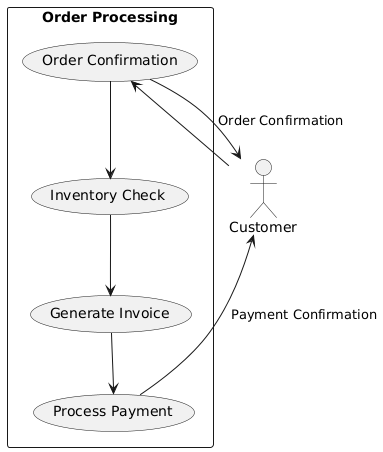 Order Processing
Order Confirmation
Order Confirmation
Inventory Check
Customer
Generate Invoice
Payment Confirmation
Process Payment